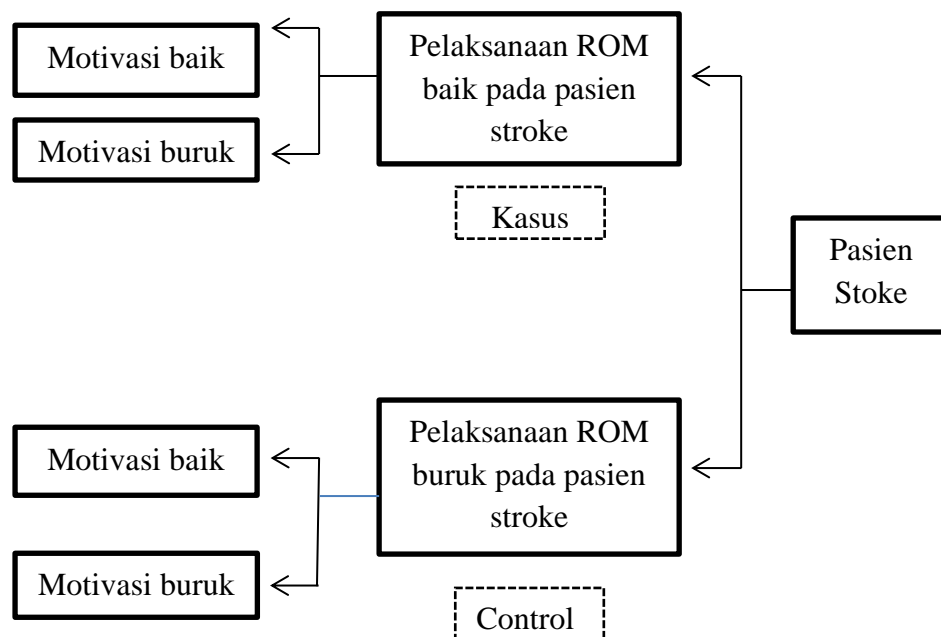 Motivasi baik
Motivasi buruk
Pelaksanaan ROM
baik pada pasien
stroke
Kasus
Pasien
Stoke
Motivasi baik
Motivasi buruk
Pelaksanaan ROM
buruk pada pasien
stroke
Control